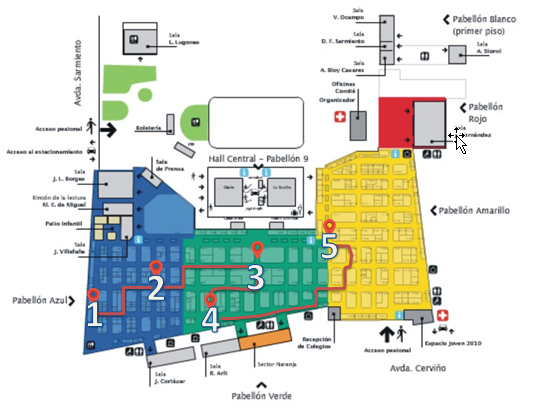 Sala
V. Ocampo
Pabellón Blanco
(primer piso)
Sala
L. Lugones
Sala
D. F. Sarmiento
Sala
A. Storni
Sala
A. Bioy Casares
Avda. Sarmiento
Oficinas
Comité
Organizador
Pabellón
Rojo
Acceso peatonal
Boletería
Acceso al estacionamiento
Hall Central - Pabellón 9
Sala
de Prensa
Sala
J. L. Borges
Rincón de la lectura
M. E. de Miguel
Patio Infantil
Sala
J. Villafañe
Pabellón Amarillo
5
3
2
Pabellón Azul
1
4
Recepción
de Colegios
Acceso peatonal
Espacio Joven 2010
Sala
J. Cortázar
Sala
R. Arlt
Sector Naranja
Avda. Cerviño
Pabellón Verde